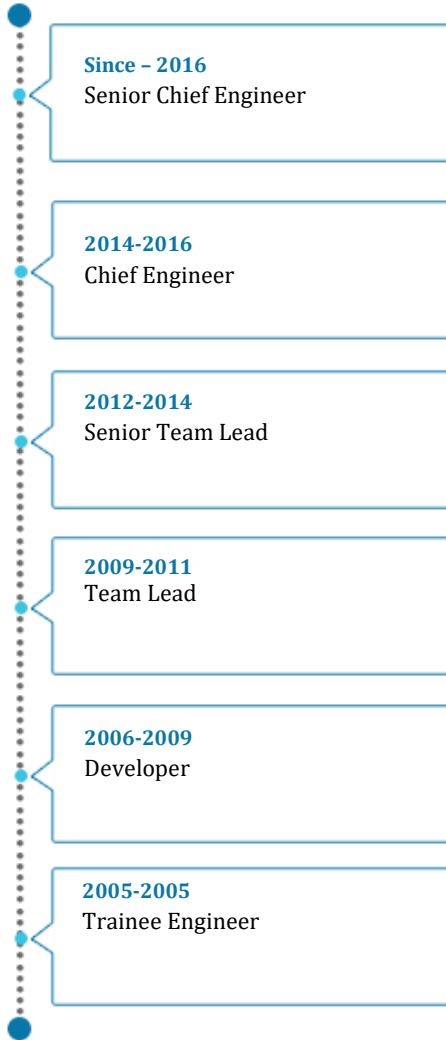 Since – 2016
Senior Chief Engineer
2014-2016
Chief Engineer
2012-2014
Senior Team Lead
2009-2011
Team Lead
2006-2009
Developer
2005-2005
Trainee Engineer